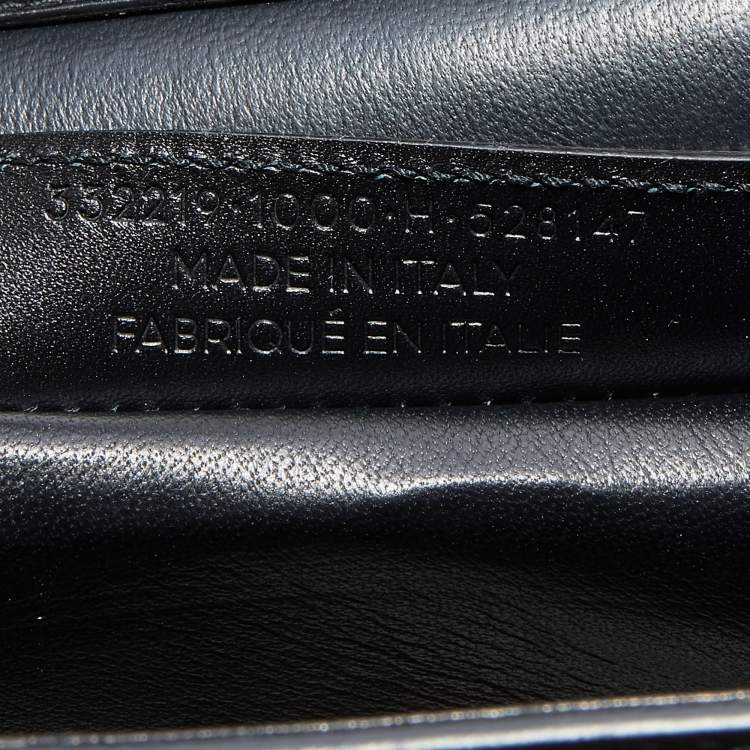 332219·1000·H·528147
MADE IN ITALY
FABRIQUÉ EN ITALIE